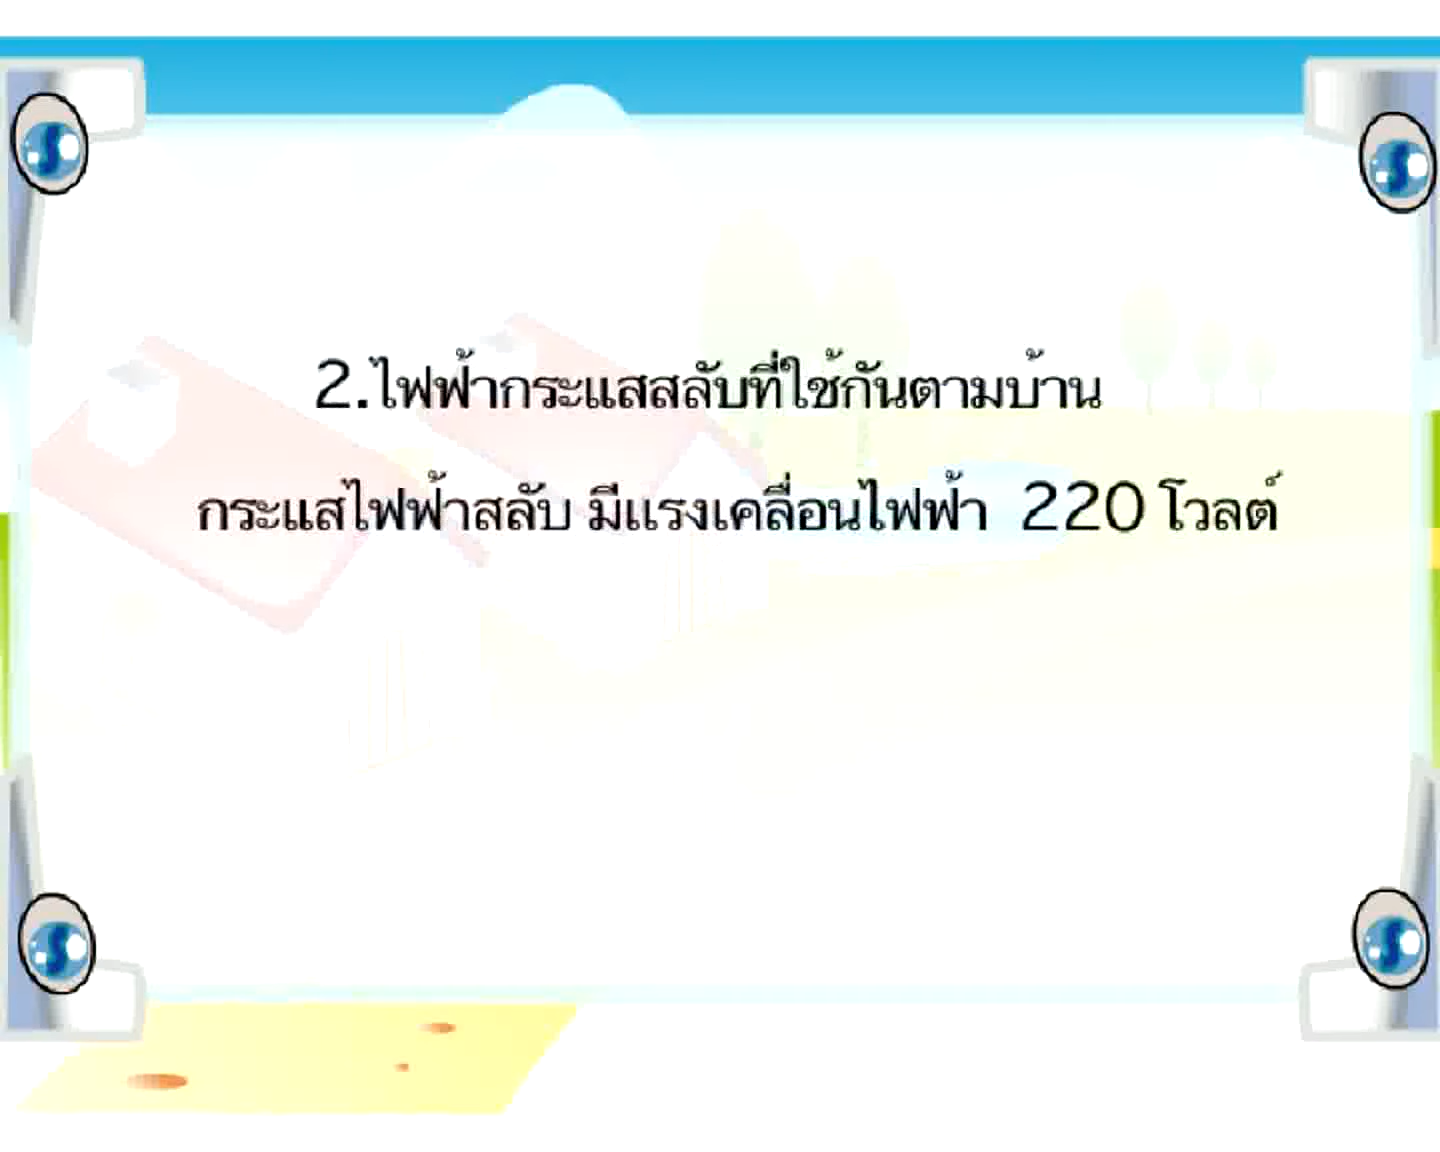 2.ไฟฟ้ากระแสสลับที่ใช้กันตามบ้าน
กระแสไฟฟ้าสลับ มีแรงเคลื่อนไฟฟ้า 220 โวลต์